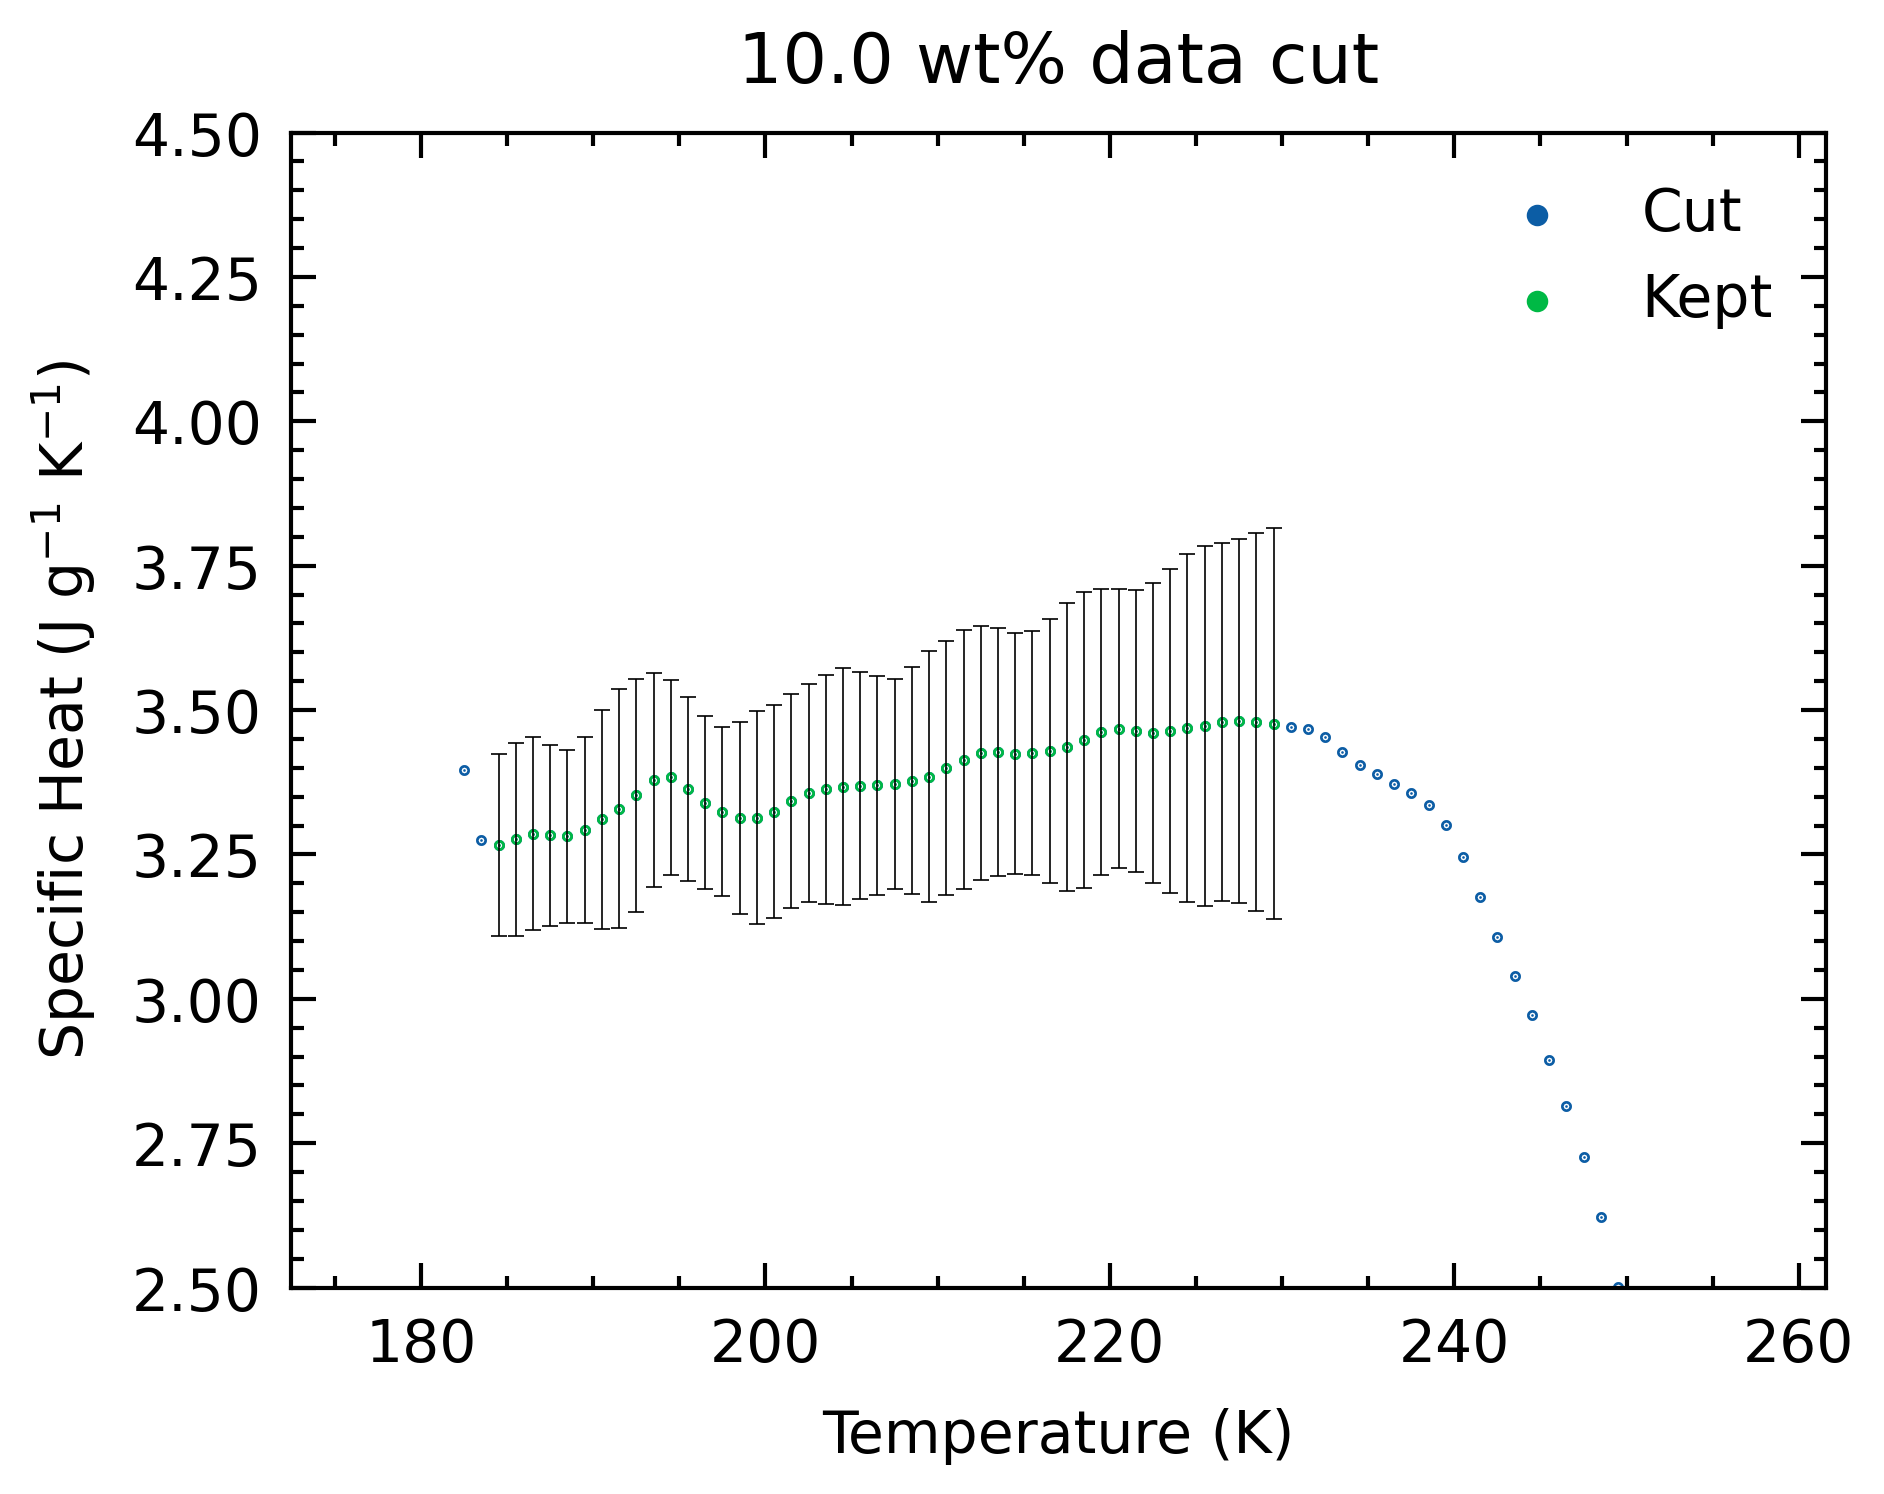 10.0 wt% data cut
4.50
4.25
4.00
3.75
3.50
3.25
3.00
2.75
2.50
Specific Heat (J g⁻¹ K⁻¹)
Cut
Kept
180 200 220 240 260
Temperature (K)